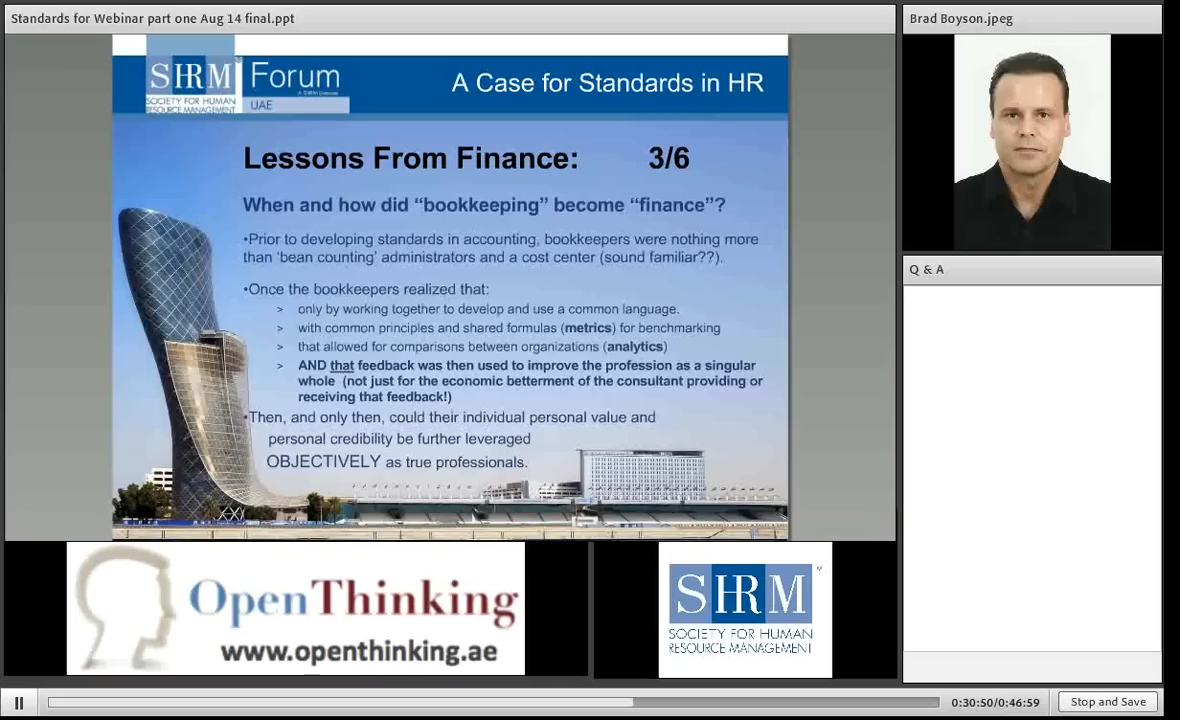 Standards for Webinar part one Aug 14 final.ppt
Brad Boyson.jpeg
SHRM
Forum
SOCIETY FOR HUMAN
RESOURCE MANAGEMENT
UAE
A Case for Standards in HR
Lessons From Finance: 3/6
When and how did “bookkeeping” become “finance”?
•Prior to developing standards in accounting, bookkeepers were nothing more
than ‘bean counting’ administrators and a cost center (sound familiar??).
•Once the bookkeepers realized that:
> only by working together to develop and use a common language.
> with common principles and shared formulas (metrics) for benchmarking
> that allowed for comparisons between organizations (analytics)
> AND that feedback was then used to improve the profession as a singular
whole (not just for the economic betterment of the consultant providing or
receiving that feedback!)
•Then, and only then, could their individual personal value and
personal credibility be further leveraged
OBJECTIVELY as true professionals.
Q & A
OpenThinking
www.openthinking.ae
SHRM™
SOCIETY FOR HUMAN
RESOURCE MANAGEMENT
0:30:50/0:46:59
Stop and Save